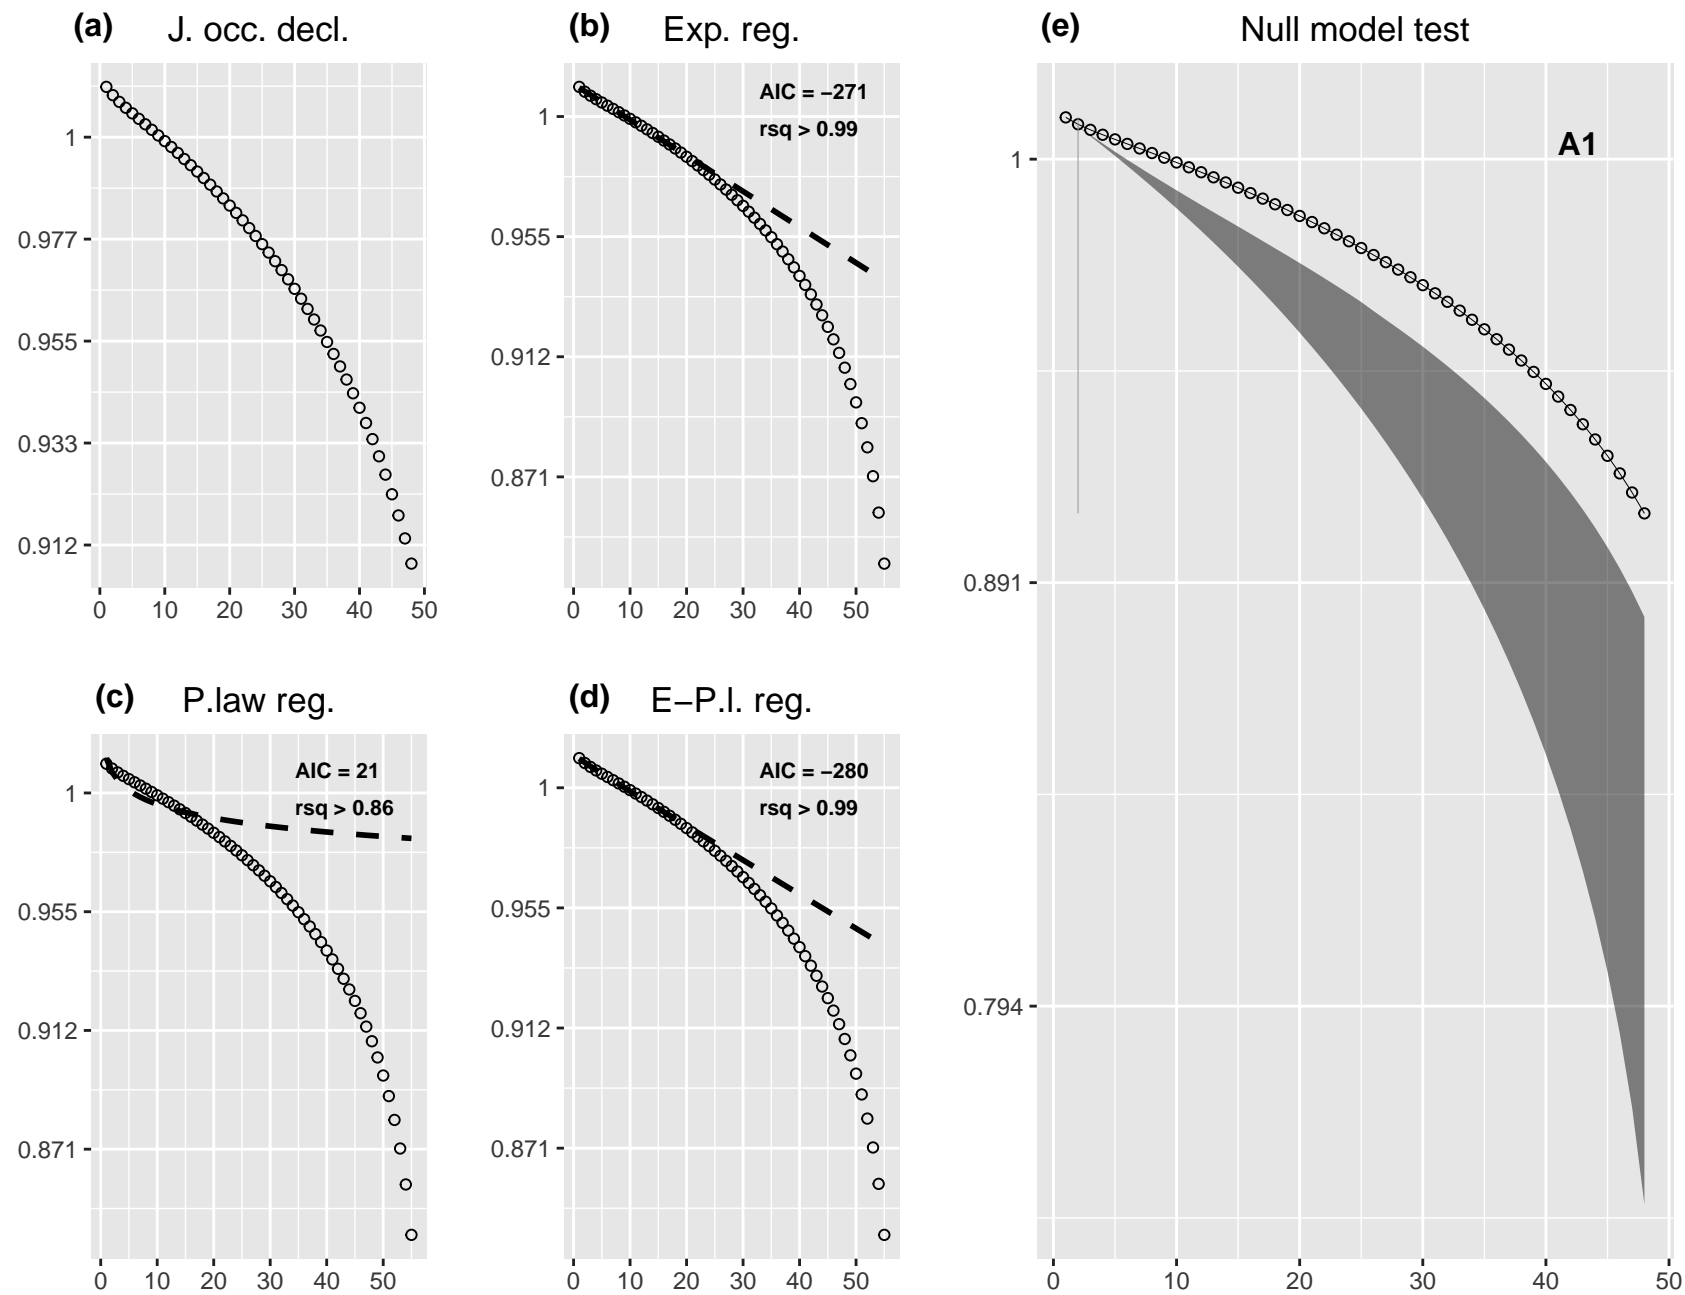 (a) J. occ. decl.
1
0.977
0.955
0.933
0.912
0 10 20 30 40 50
(b) Exp. reg.
AIC = −271
rsq > 0.99
1
0.955
0.912
0.871
0 10 20 30 40 50
(c) P.law reg.
AIC = 21
rsq > 0.86
1
0.955
0.912
0.871
0 10 20 30 40 50
(d) E−P.l. reg.
AIC = −280
rsq > 0.99
1
0.955
0.912
0.871
0 10 20 30 40 50
(e) Null model test
A1
1
0.891
0.794
0 10 20 30 40 50